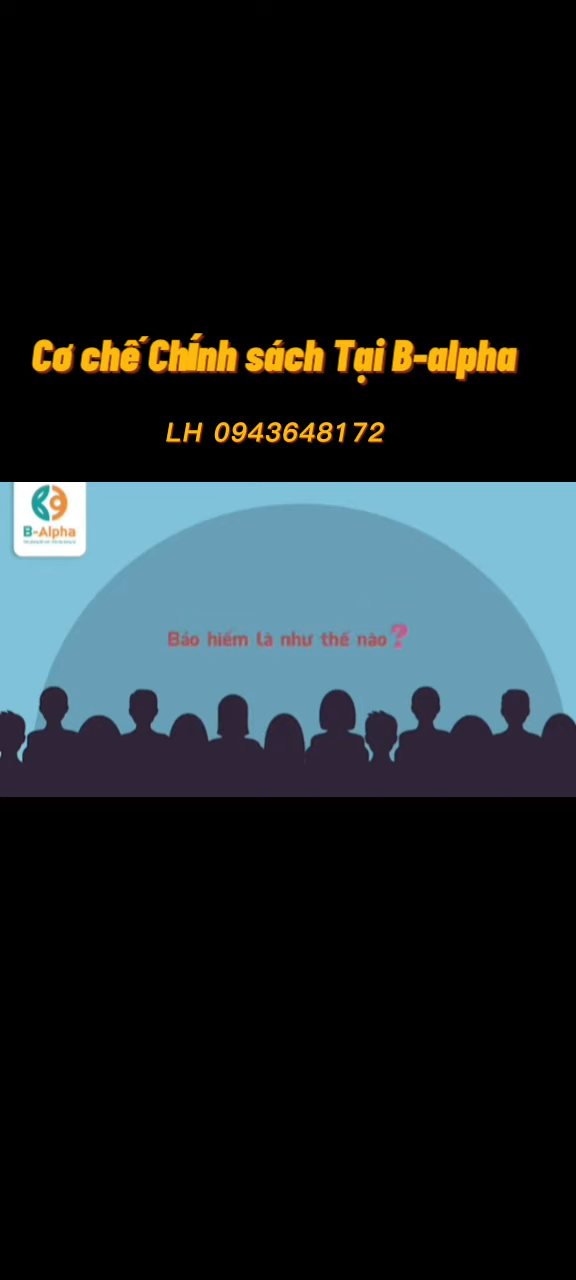 Cơ chế Chính sách Tại B-alpha
LH 0943648172
B-Alpha
Bảo hiểm là như thế nào?